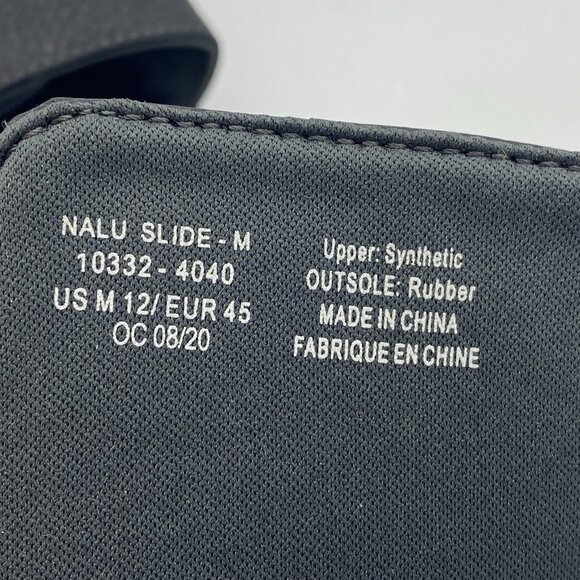 NALU SLIDE - M
10332 - 4040
US M 12/ EUR 45
OC 08/20
Upper: Synthetic
OUTSOLE: Rubber
MADE IN CHINA
FABRIQUE EN CHINE